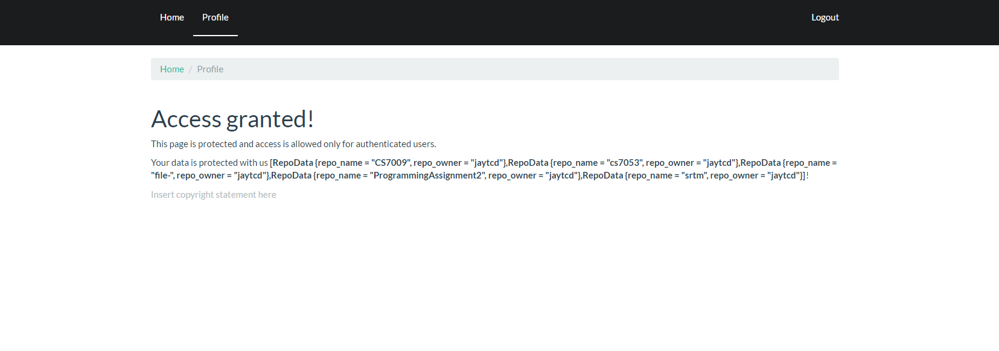 Home Profile Logout
Home / Profile
Access granted!
This page is protected and access is allowed only for authenticated users.
Your data is protected with us [RepoData {repo_name = "CS7009", repo_owner = "jaytcd"},RepoData {repo_name = "cs7053", repo_owner = "jaytcd"},RepoData {repo_name =
"file-", repo_owner = "jaytcd"},RepoData {repo_name = "ProgrammingAssignment2", repo_owner = "jaytcd"},RepoData {repo_name = "srtm", repo_owner = "jaytcd"}]!
Insert copyright statement here